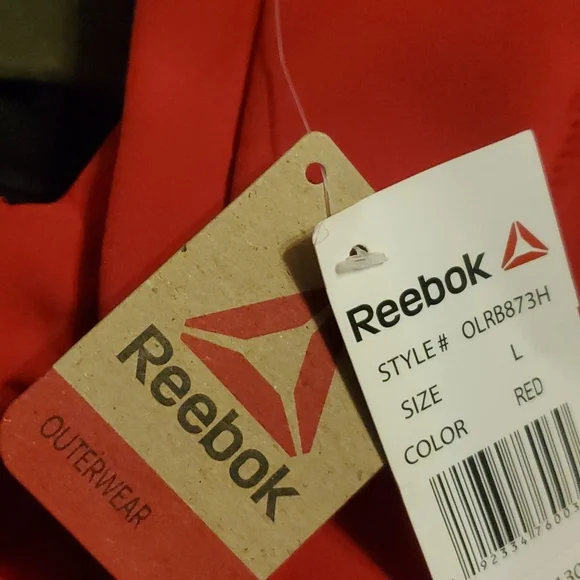 Reebok
OUTERWEAR
Reebok
STYLE# OLRB873H
SIZE L
COLOR RED